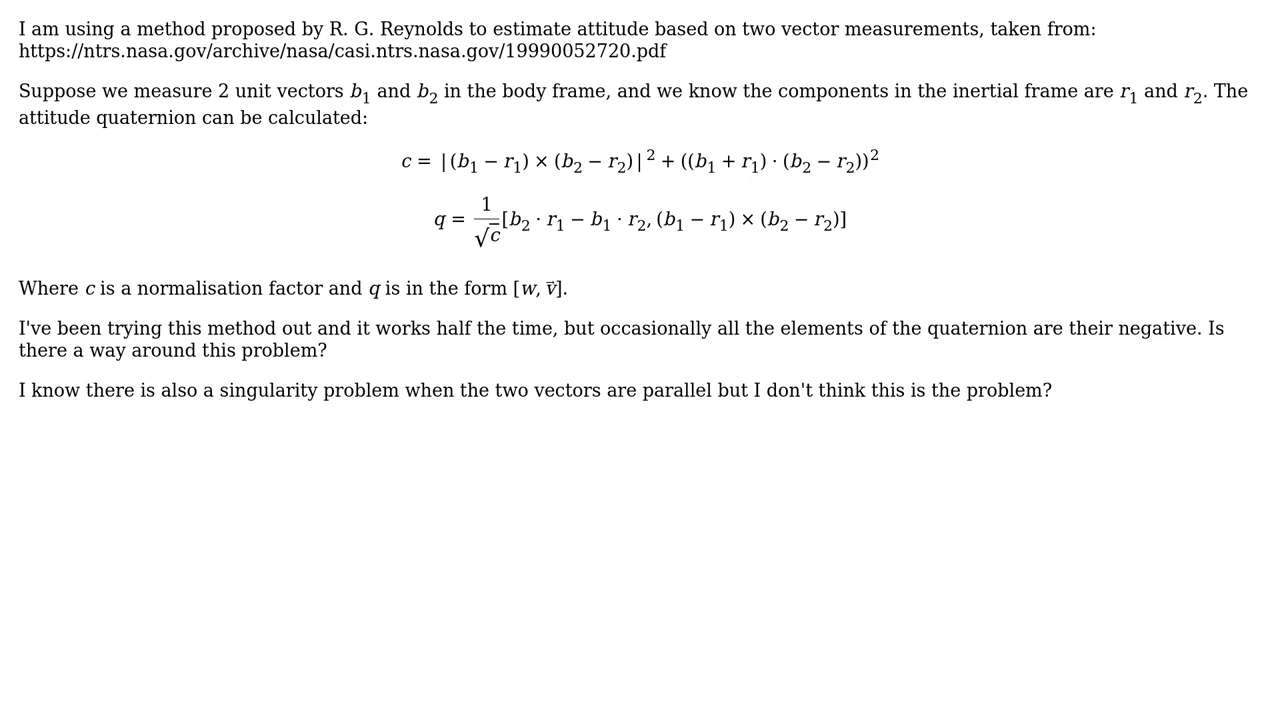 I am using a method proposed by R. G. Reynolds to estimate attitude based on two vector measurements, taken from:
https://ntrs.nasa.gov/archive/nasa/casi.ntrs.nasa.gov/19990052720.pdf
Suppose we measure 2 unit vectors b₁ and b₂ in the body frame, and we know the components in the inertial frame are r₁ and r₂. The
attitude quaternion can be calculated:
c = |(b₁ − r₁) × (b₂ − r₂)|² + ((b₁ + r₁) · (b₂ − r₂))²
q = 1/√c [b₂ · r₁ − b₁ · r₂, (b₁ − r₁) × (b₂ − r₂)]
Where c is a normalisation factor and q is in the form [w, v⃗].
I've been trying this method out and it works half the time, but occasionally all the elements of the quaternion are their negative. Is
there a way around this problem?
I know there is also a singularity problem when the two vectors are parallel but I don't think this is the problem?